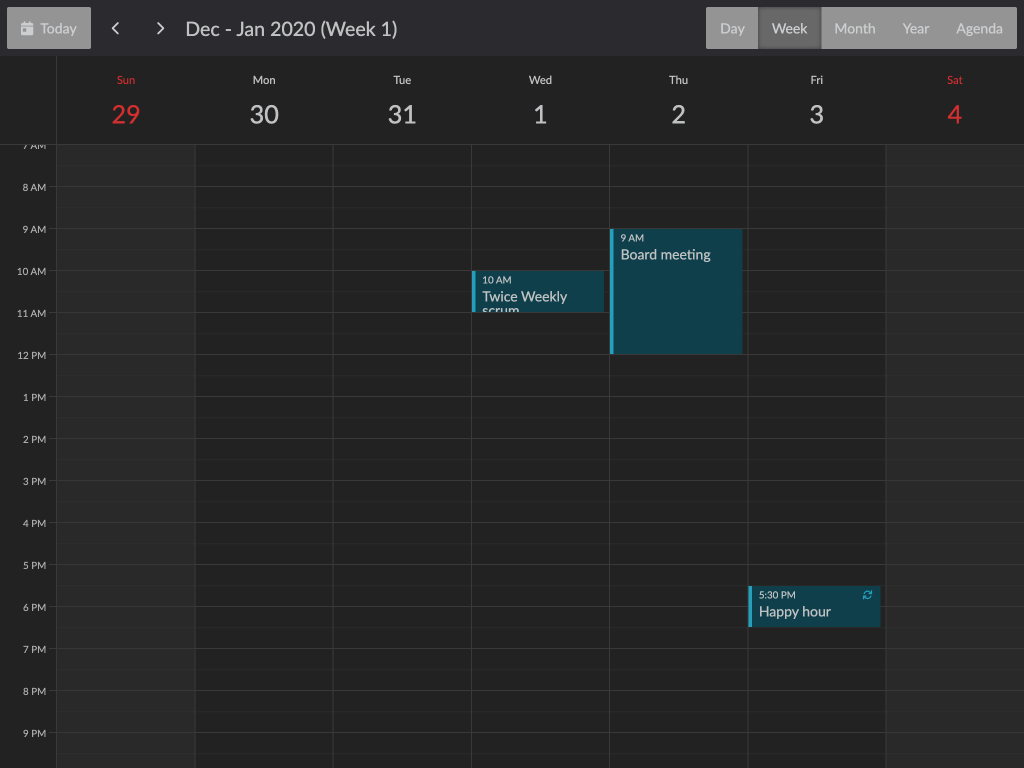 Today
Dec - Jan 2020 (Week 1)
Day Week Month Year Agenda
Sun Mon Tue Wed Thu Fri Sat
29 30 31 1 2 3 4
7 AM
8 AM
9 AM
10 AM
11 AM
12 PM
1 PM
2 PM
3 PM
4 PM
5 PM
6 PM
7 PM
8 PM
9 PM
10 AM
Twice Weekly
scrum
9 AM
Board meeting
5:30 PM
Happy hour